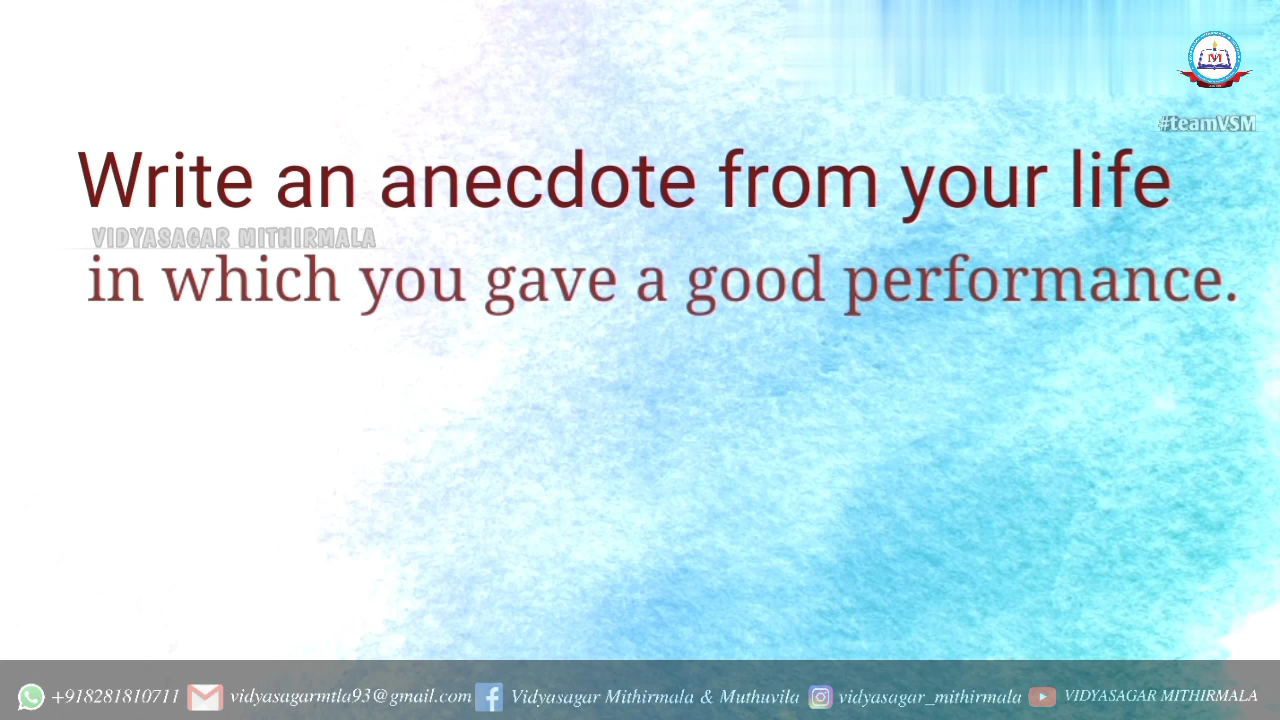 #teamVSM
Write an anecdote from your life
VIDYASAGAR MITHIRMALA
in which you gave a good performance.
+918281810711 vidyasagarmtla93@gmail.com Vidyasagar Mithirmala & Muthuvila vidyasagar_mithirmala VIDYASAGAR MITHIRMALA